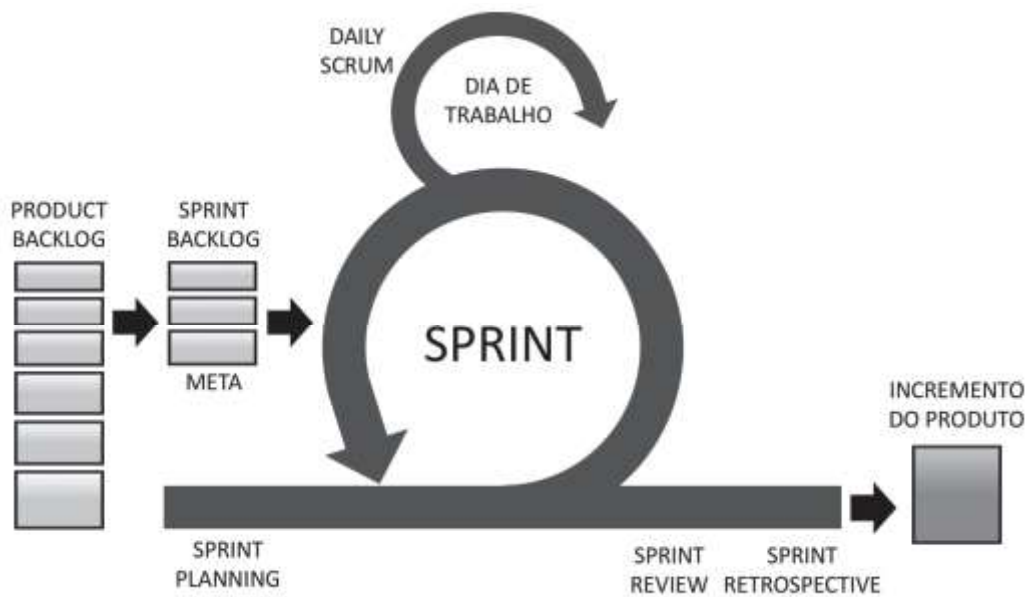 DAILY
SCRUM
DIA DE
TRABALHO
PRODUCT
BACKLOG
SPRINT
BACKLOG
META
SPRINT
INCREMENTO
DO PRODUTO
SPRINT
PLANNING
SPRINT
REVIEW
SPRINT
RETROSPECTIVE